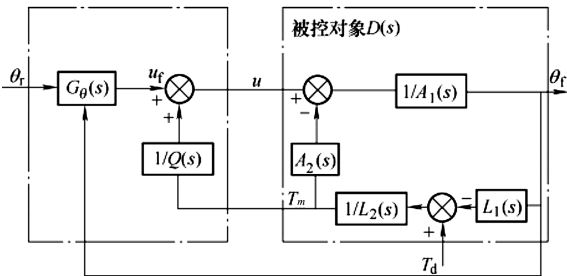 被控对象D(s)
θr
Gθ(s)
uf
+
+
u
+
−
1/A1(s)
θf
1/Q(s)
A2(s)
Tm
1/L2(s)
−
+
L1(s)
Td